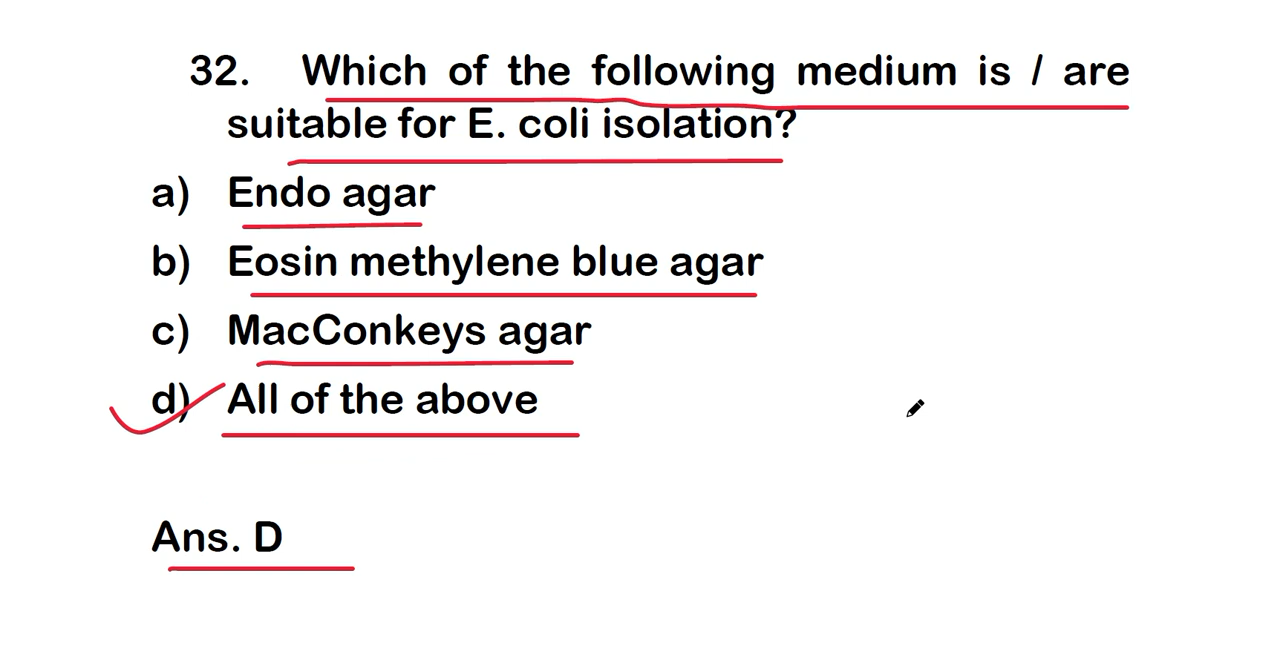 32. Which of the following medium is / are
suitable for E. coli isolation?
a) Endo agar
b) Eosin methylene blue agar
c) MacConkeys agar
d) All of the above
Ans. D